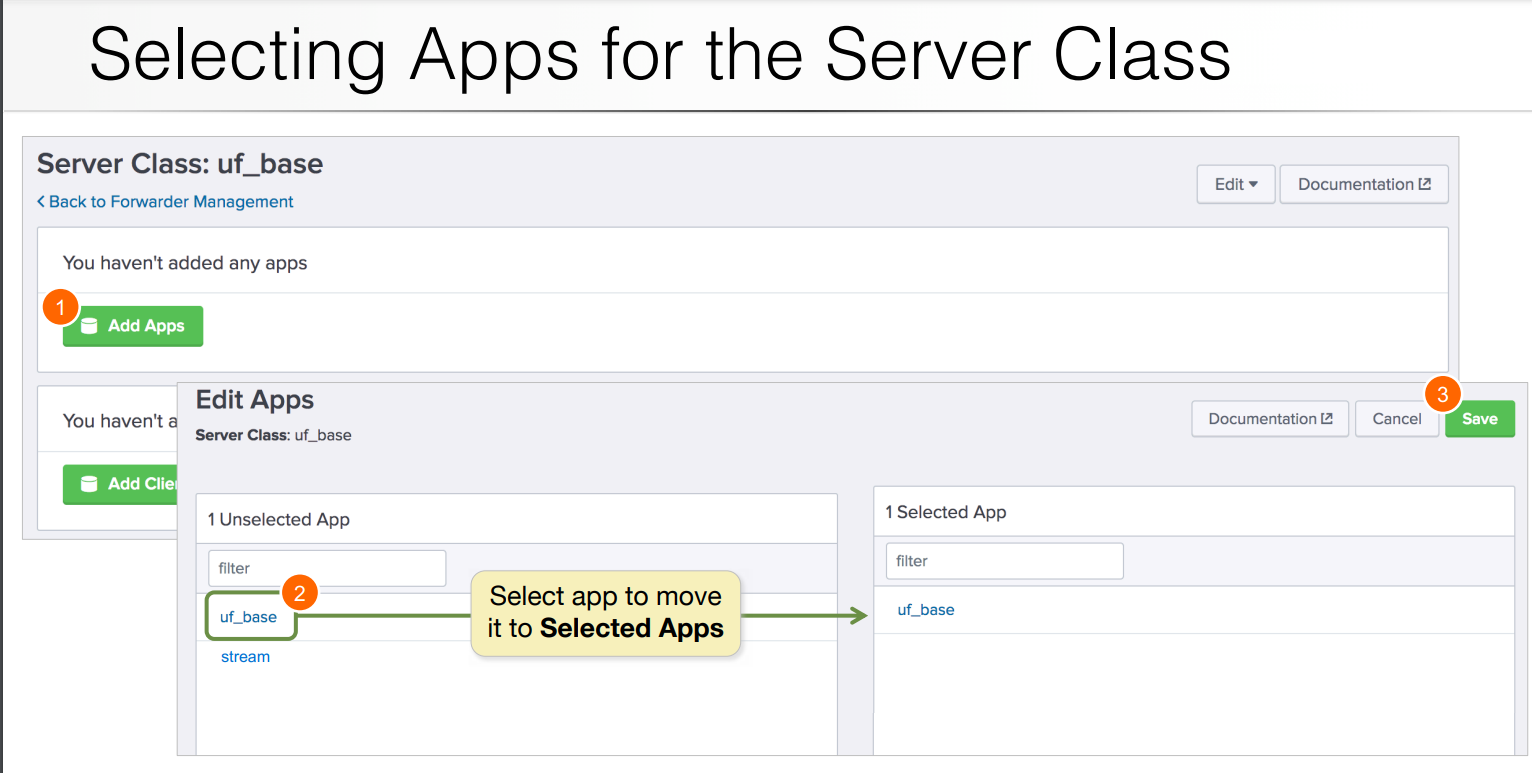 Selecting Apps for the Server Class
Server Class: uf_base
Back to Forwarder Management
Edit
Documentation
You haven't added any apps
1
Add Apps
You haven't a
Add Clie
Edit Apps
Server Class: uf_base
Documentation
Cancel
3
Save
1 Unselected App
filter
2
uf_base
stream
Select app to move
it to Selected Apps
1 Selected App
filter
uf_base